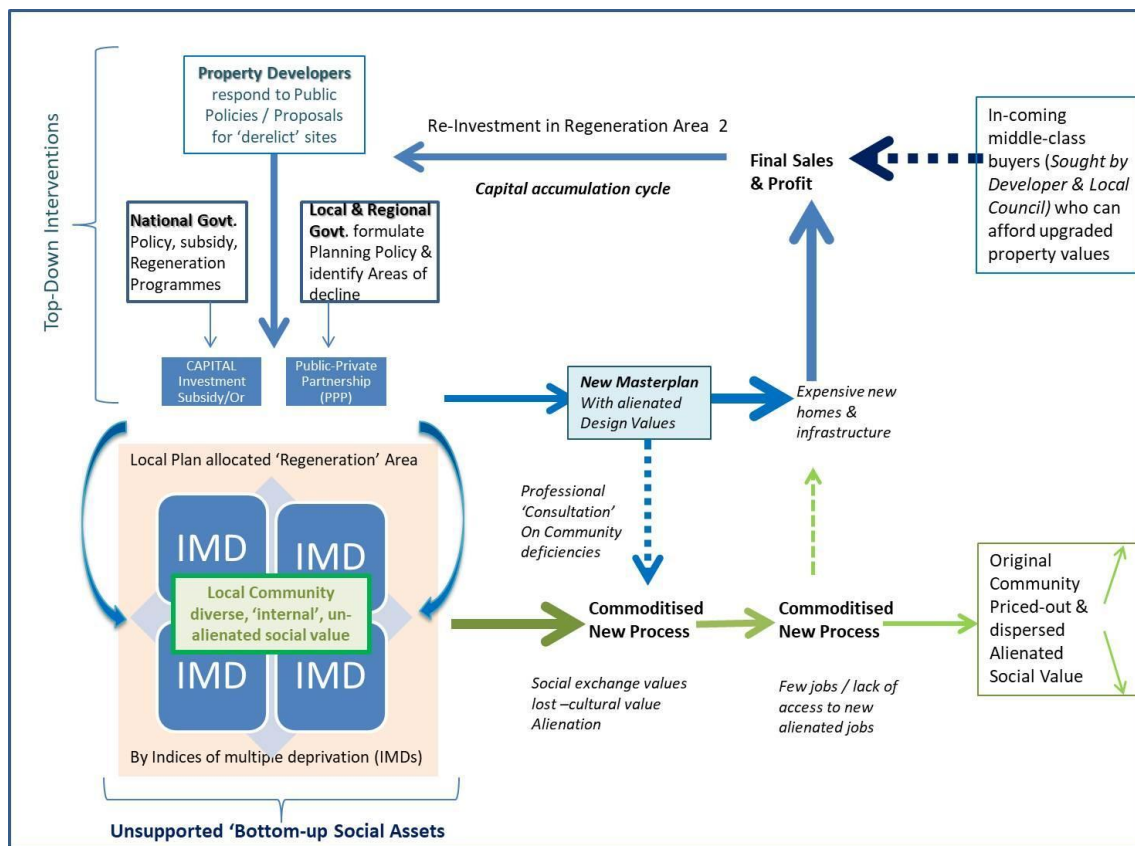 Top-Down Interventions
Property Developers
respond to Public
Policies / Proposals
for ‘derelict’ sites
National Govt.
Policy, subsidy,
Regeneration
Programmes
Local & Regional
Govt. formulate
Planning Policy &
identify Areas of
decline
CAPITAL
Investment
Subsidy/Or
Public-Private
Partnership
(PPP)
Re-Investment in Regeneration Area 2
Capital accumulation cycle
Final Sales
& Profit
In-coming
middle-class
buyers (Sought by
Developer & Local
Council) who can
afford upgraded
property values
New Masterplan
With alienated
Design Values
Expensive new
homes &
infrastructure
Local Plan allocated ‘Regeneration’ Area
IMD
IMD
Local Community
diverse, ‘internal’, un-
alienated social value
IMD
IMD
By Indices of multiple deprivation (IMDs)
Unsupported ‘Bottom-up Social Assets
Professional
‘Consultation’
On Community
deficiencies
Commoditised
New Process
Social exchange values
lost –cultural value
Alienation
Commoditised
New Process
Few jobs / lack of
access to new
alienated jobs
Original
Community
Priced-out &
dispersed
Alienated
Social Value